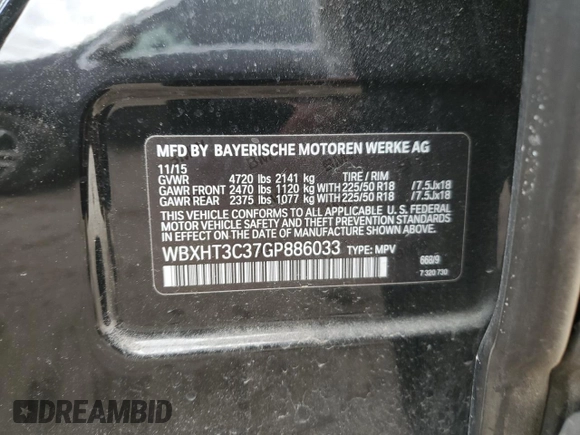 MFD BY BAYERISCHE MOTOREN WERKE AG
11/15
GVWR 4720 lbs 2141 kg TIRE / RIM
GAWR FRONT 2470 lbs 1120 kg WITH 225/50 R18 /7.5Jx18
GAWR REAR 2375 lbs 1077 kg WITH 225/50 R18 /7.5Jx18
THIS VEHICLE CONFORMS TO ALL APPLICABLE U. S. FEDERAL
MOTOR VEHICLE SAFETY AND THEFT PREVENTION STANDARDS
IN EFFECT ON THE DATE OF MANUFACTURE SHOWN ABOVE.
WBXHT3C37GP886033 TYPE: MPV
668/9
7 320 730
DREAMBID